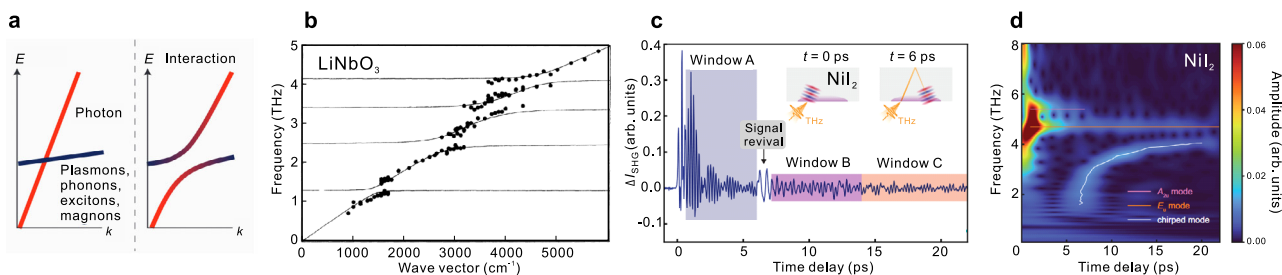 a
E
Photon
Plasmons,
phonons,
excitons,
magnons
k
E
Interaction
k
b
Frequency (THz)
5
4
3
2
1
0
LiNbO3
0
1000
2000
3000
4000
5000
Wave vector (cm⁻¹)
c
ΔI_SHG (arb. units)
0.4
0.3
0.2
0.1
0.0
-0.1
Window A
t = 0 ps
t = 6 ps
NiI2
THz
THz
Signal
revival
Window B
Window C
0
5
10
15
20
Time delay (ps)
d
Frequency (THz)
8
6
4
2
NiI2
Au mode
Eu mode
chirped mode
0
5
10
15
20
Time delay (ps)
0.06
0.04
0.02
0.00
Amplitude (arb. units)